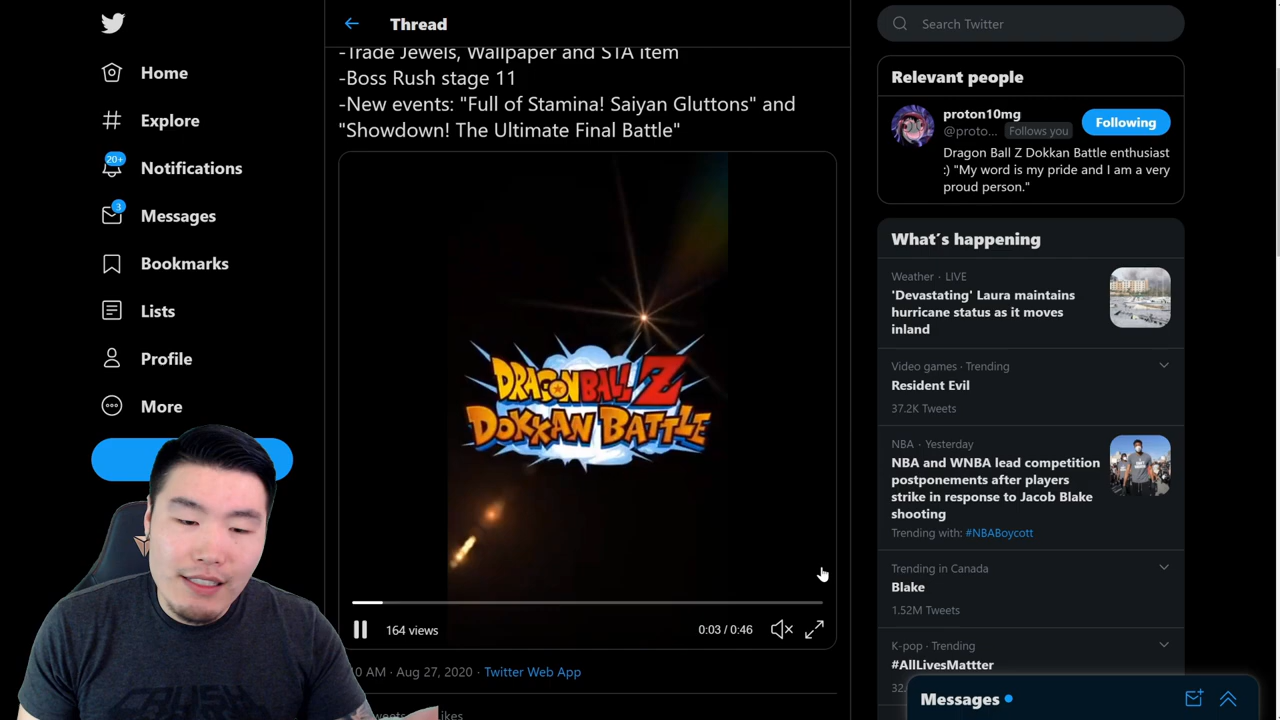 Home
Explore
20+
Notifications
3
Messages
Bookmarks
Lists
Profile
More
Thread
-Trade Jewels, Wallpaper and STA item
-Boss Rush stage 11
-New events: "Full of Stamina! Saiyan Gluttons" and
"Showdown! The Ultimate Final Battle"
DRAGON BALL Z
DOKKAN BATTLE
164 views
0:03 / 0:46
AM · Aug 27, 2020 · Twitter Web App
Search Twitter
Relevant people
proton10mg
@proto... Follows you
Following
Dragon Ball Z Dokkan Battle enthusiast
:) "My word is my pride and I am a very
proud person."
What's happening
Weather · LIVE
'Devastating' Laura maintains
hurricane status as it moves
inland
Video games · Trending
Resident Evil
37.2K Tweets
NBA · Yesterday
NBA and WNBA lead competition
postponements after players
strike in response to Jacob Blake
shooting
Trending with: #NBABoycott
Trending in Canada
Blake
1.52M Tweets
K-pop · Trending
#AllLivesMattter
32.
Messages